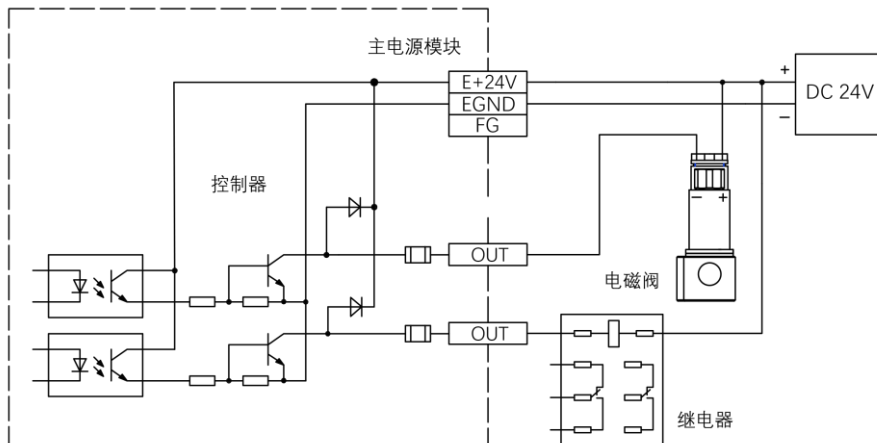 主电源模块
E+24V
+
DC 24V
EGND
−
FG
控制器
− +
OUT
电磁阀
OUT
继电器